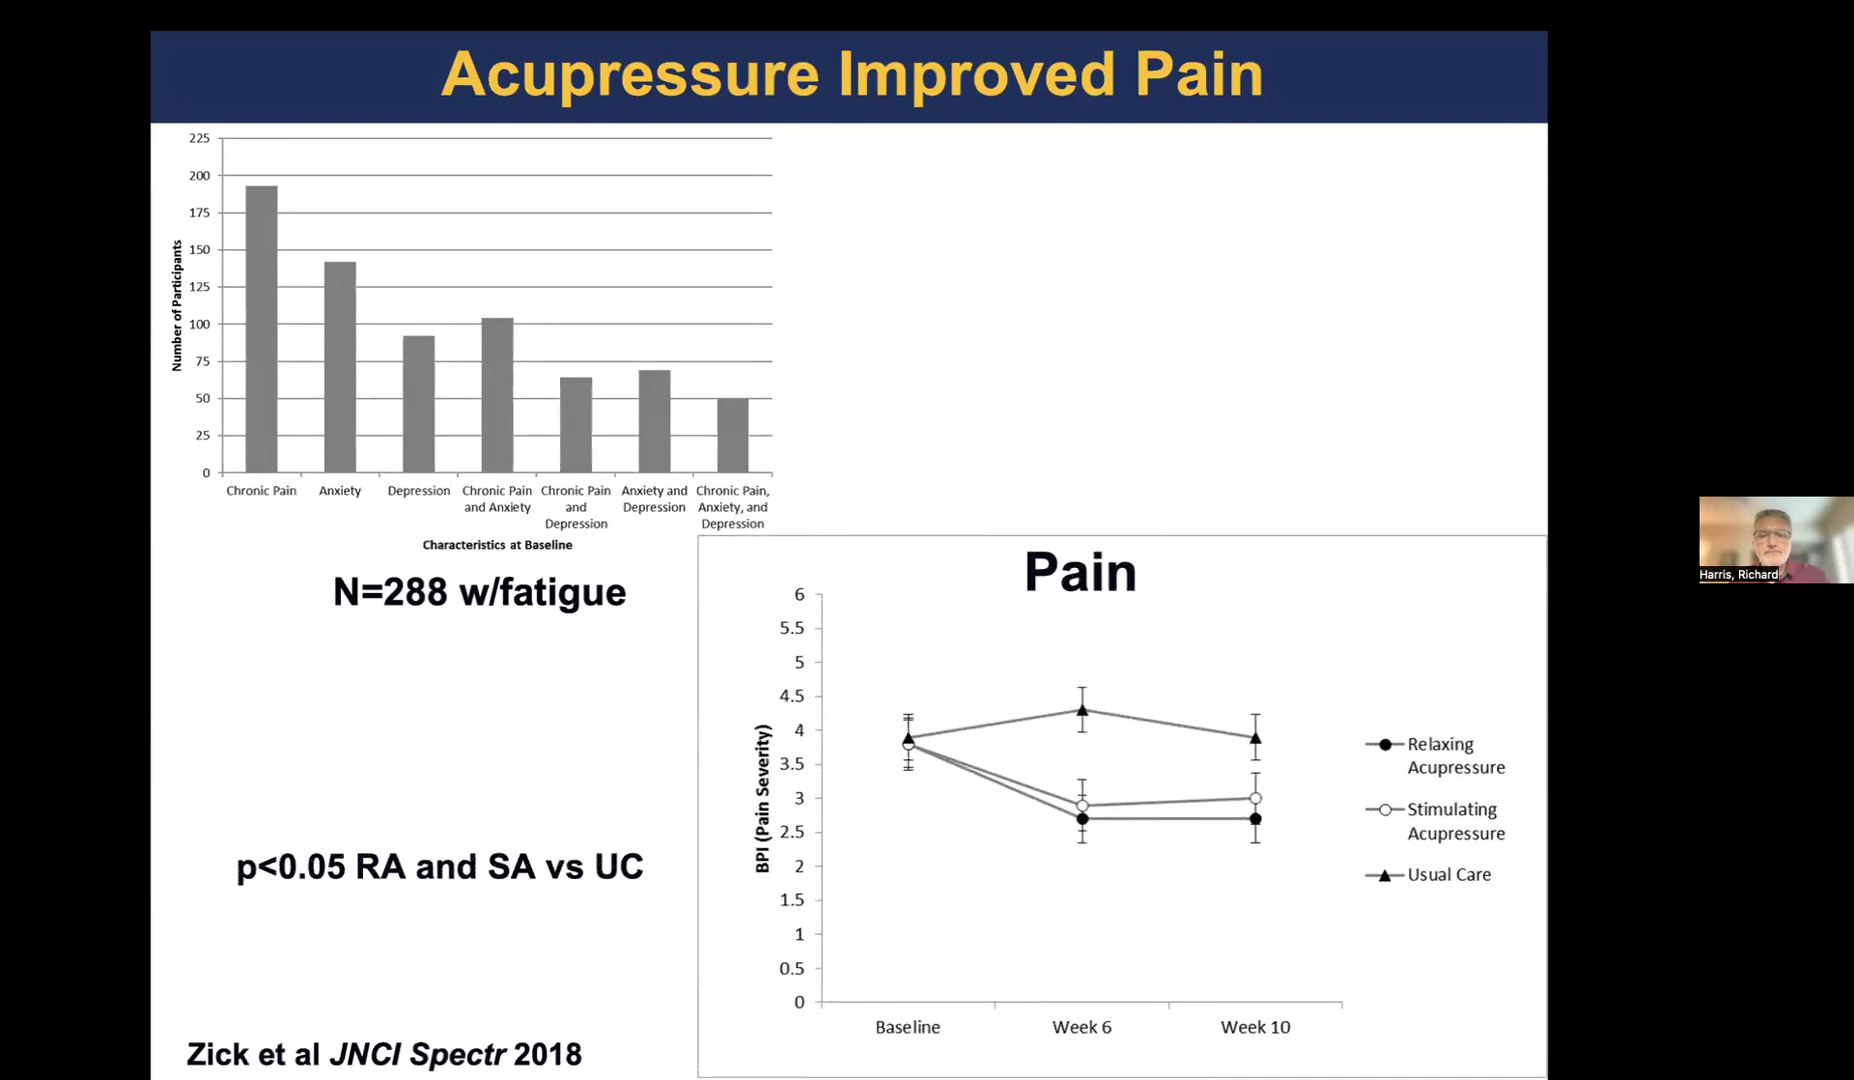 Acupressure Improved Pain
225
200
175
150
125
100
75
50
25
0
Number of Participants
Chronic Pain
Anxiety
Depression
Chronic Pain
and Anxiety
Chronic Pain
and
Depression
Anxiety and
Depression
Chronic Pain,
Anxiety, and
Depression
Characteristics at Baseline
N=288 w/fatigue
p<0.05 RA and SA vs UC
Zick et al JNCI Spectr 2018
Pain
6
5.5
5
4.5
4
3.5
3
2.5
2
1.5
1
0.5
0
BPI (Pain Severity)
Baseline
Week 6
Week 10
Relaxing
Acupressure
Stimulating
Acupressure
Usual Care
Harris, Richard